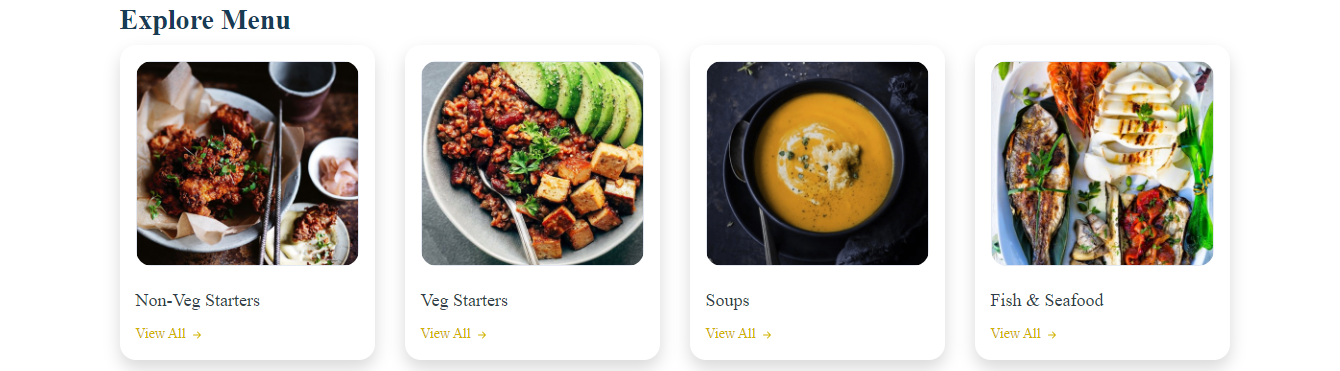 Explore Menu
Non-Veg Starters
View All →
Veg Starters
View All →
Soups
View All →
Fish & Seafood
View All →